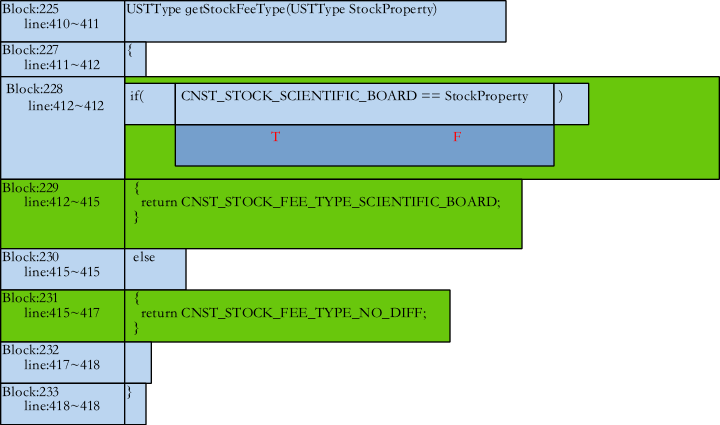 Block:225 USTType getStockFeeType(USTType StockProperty)
line:410~411
Block:227 {
line:411~412
Block:228
line:412~412 if( CNST_STOCK_SCIENTIFIC_BOARD == StockProperty )
T F
Block:229 {
line:412~415 return CNST_STOCK_FEE_TYPE_SCIENTIFIC_BOARD;
}
Block:230 else
line:415~415
Block:231 {
line:415~417 return CNST_STOCK_FEE_TYPE_NO_DIFF;
}
Block:232
line:417~418
Block:233 }
line:418~418